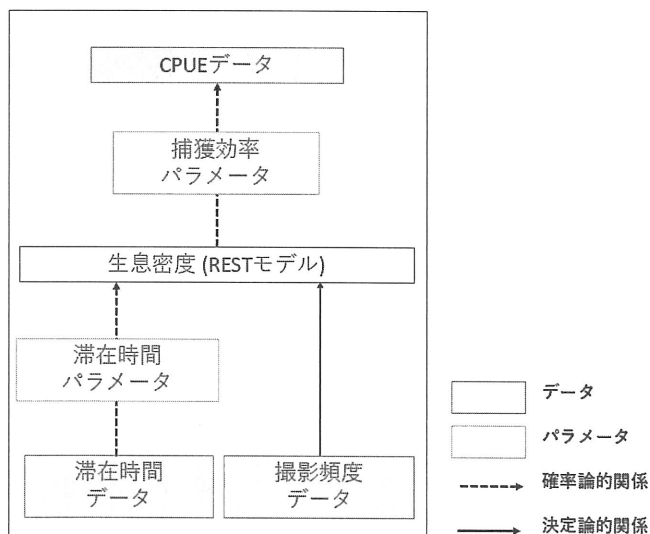 CPUEデータ
捕獲効率
パラメータ
生息密度 (RESTモデル)
滞在時間
パラメータ
滞在時間
データ
撮影頻度
データ
データ
パラメータ
確率論的関係
決定論的関係